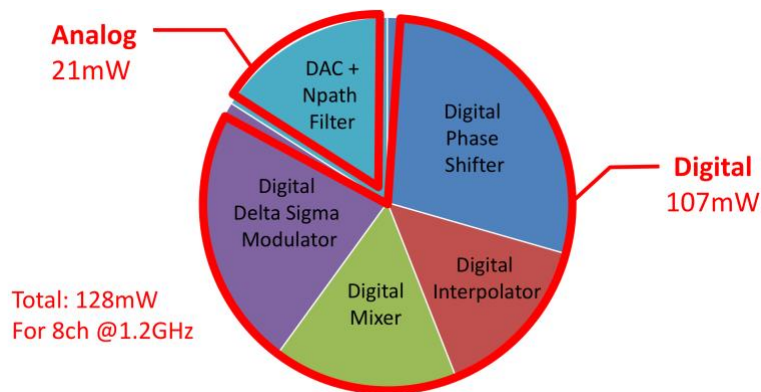 Analog
21mW
DAC +
Npath
Filter
Digital
Phase
Shifter
Digital
107mW
Digital
Delta Sigma
Modulator
Digital
Interpolator
Digital
Mixer
Total: 128mW
For 8ch @1.2GHz